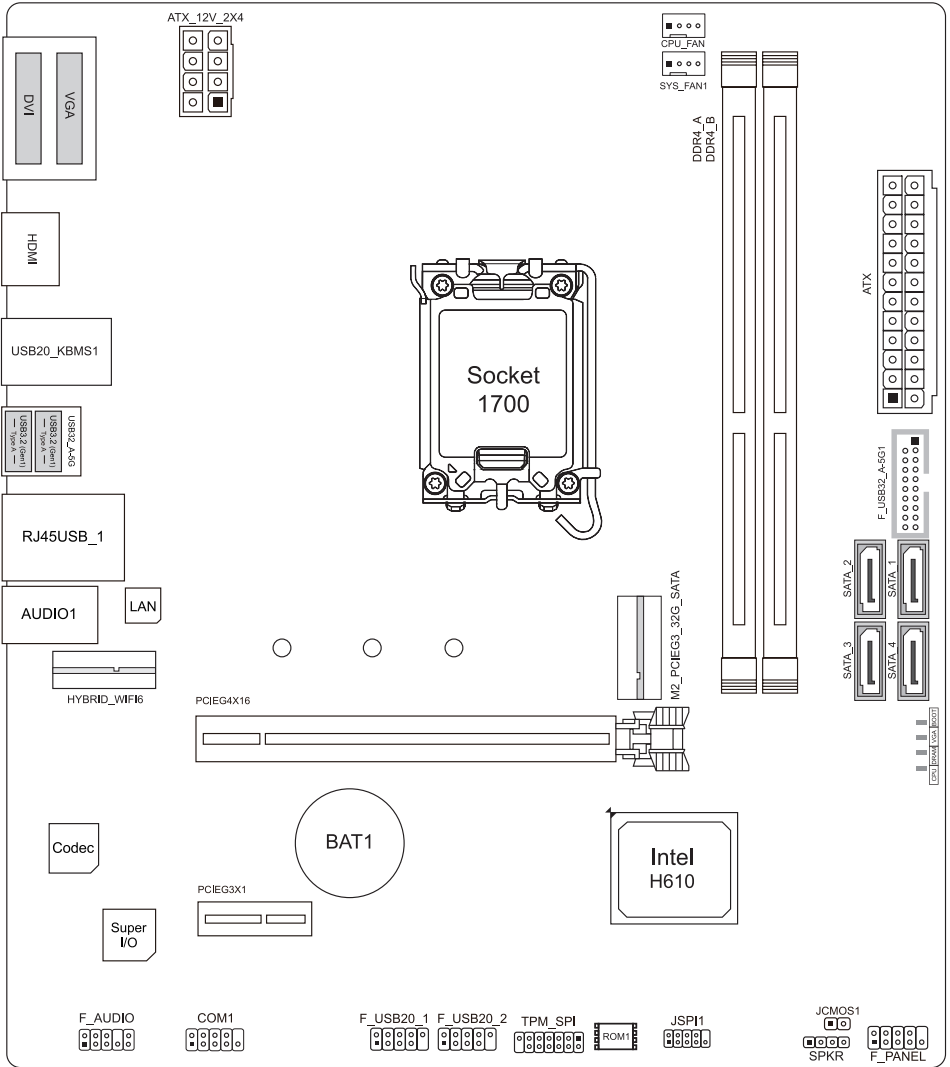 ATX_12V_2X4
CPU_FAN
SYS_FAN1
DVI
VGA
DDR4_A
DDR4_B
HDMI
ATX
USB20_KBMS1
Socket
1700
USB32_A-5G
USB3.2 (Gen1)
— Type A —
USB3.2 (Gen1)
— Type A —
F_USB32_A-5G1
RJ45USB_1
SATA_2
SATA_1
AUDIO1
LAN
M2_PCIEG3_32G_SATA
SATA_3
SATA_4
HYBRID_WIFI6
PCIEG4X16
CPU
DRAM
VGA
BOOT
Codec
BAT1
Intel
H610
PCIEG3X1
Super
I/O
F_AUDIO
COM1
F_USB20_1
F_USB20_2
TPM_SPI
ROM1
JSPI1
JCMOS1
SPKR
F_PANEL